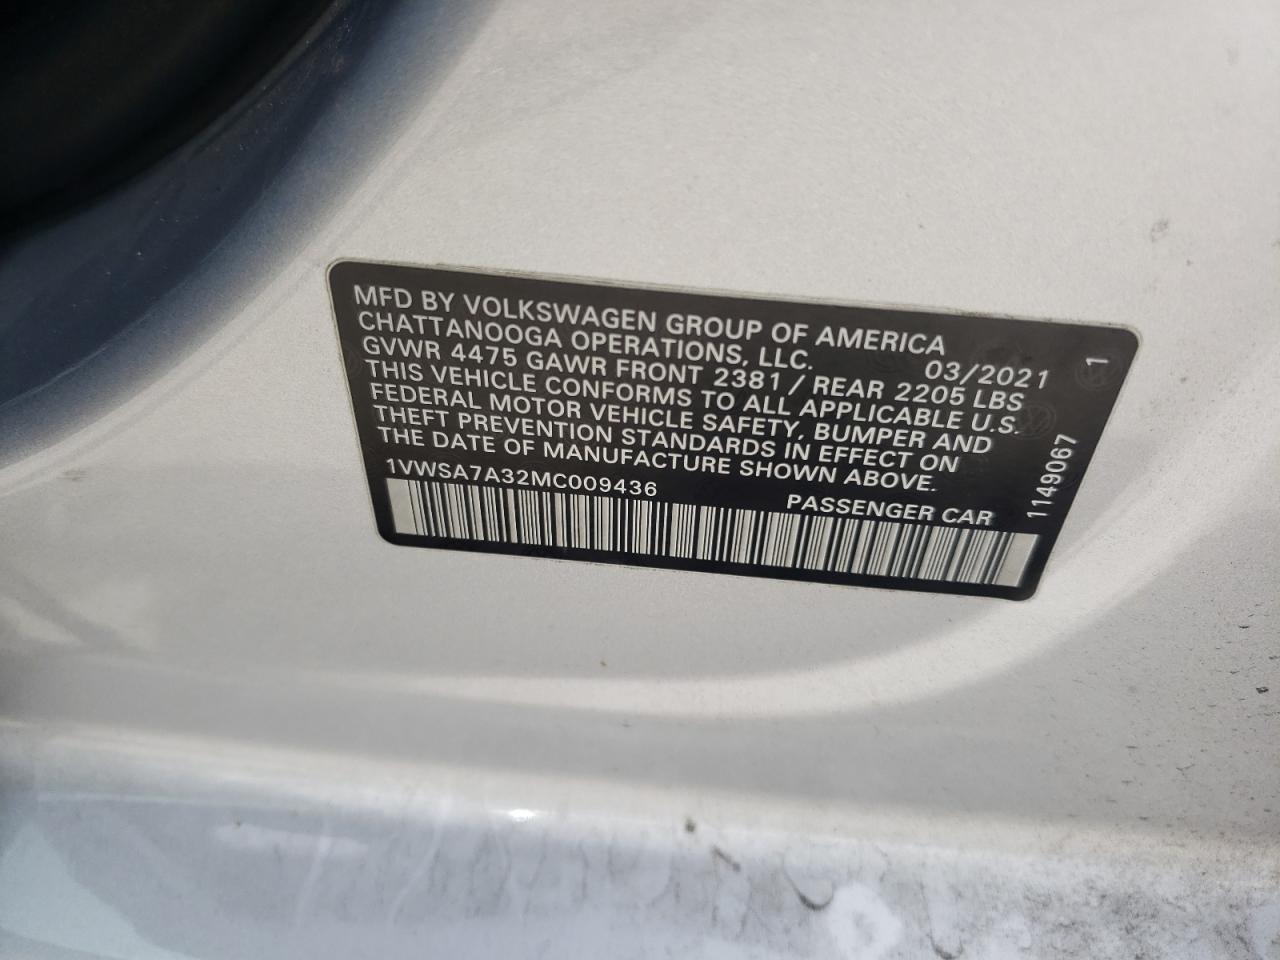 MFD BY VOLKSWAGEN GROUP OF AMERICA
CHATTANOOGA OPERATIONS, LLC. 03/2021 1
GVWR 4475 GAWR FRONT 2381 / REAR 2205 LBS
THIS VEHICLE CONFORMS TO ALL APPLICABLE U.S.
FEDERAL MOTOR VEHICLE SAFETY, BUMPER AND
THEFT PREVENTION STANDARDS IN EFFECT ON
THE DATE OF MANUFACTURE SHOWN ABOVE.
1VWSA7A32MC009436 PASSENGER CAR
1149067